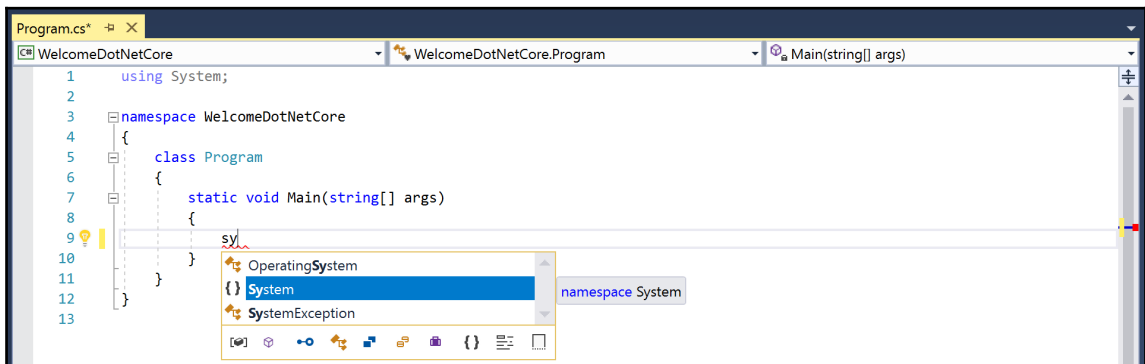 Program.cs*
C# WelcomeDotNetCore WelcomeDotNetCore.Program Main(string[] args)
1 using System;
2
3 namespace WelcomeDotNetCore
4 {
5 class Program
6 {
7 static void Main(string[] args)
8 {
9 sy
10 }
11 }
12 }
13
OperatingSystem
{ } System
namespace System
SystemException
{ }